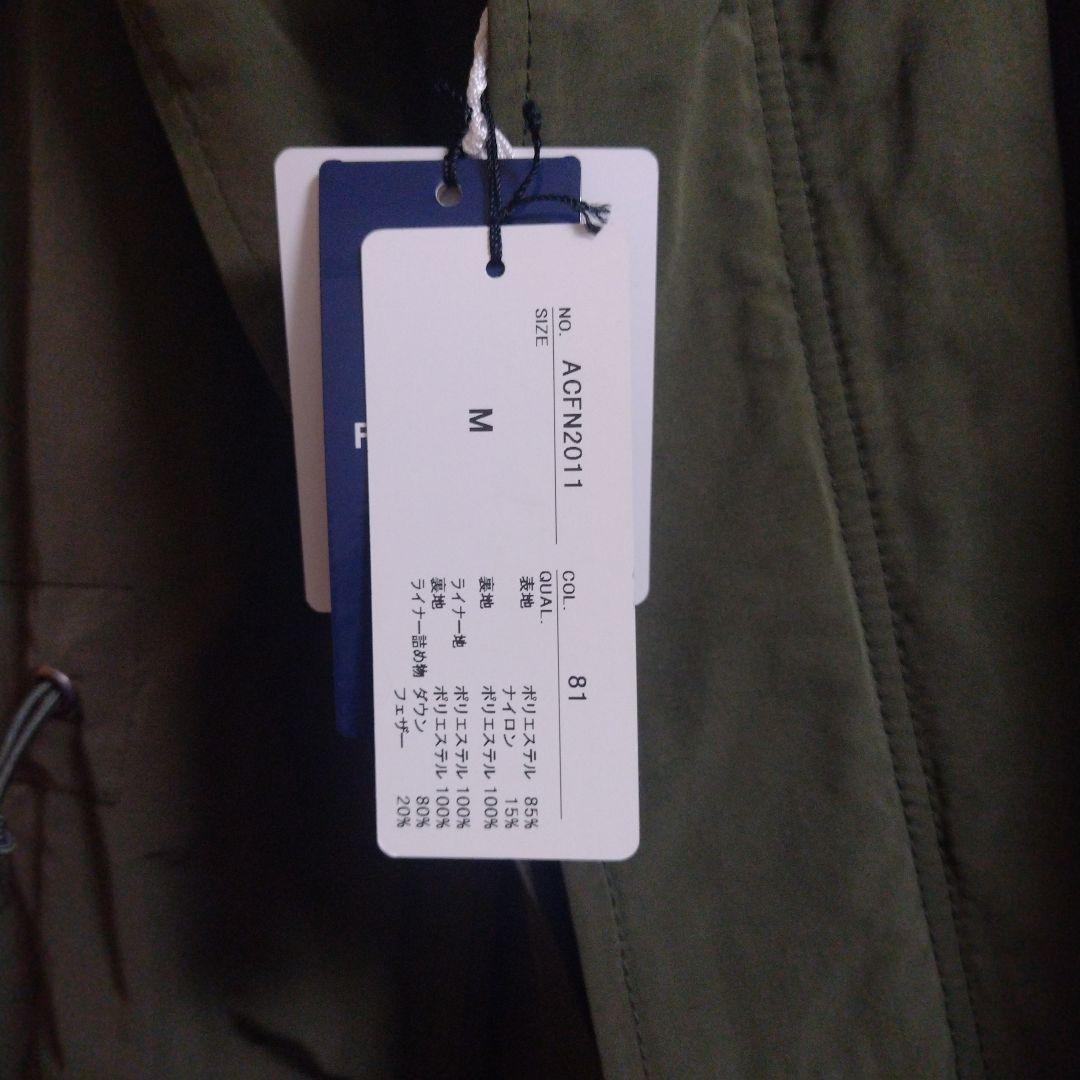 NO. ACFN2011
SIZE
M
COL. 81
QUAL.
表地 ポリエステル 85%
ナイロン 15%
裏地 ポリエステル 100%
ライナー地 ポリエステル 100%
裏地 ポリエステル 100%
ライナー詰め物 ダウン 80%
フェザー 20%
F